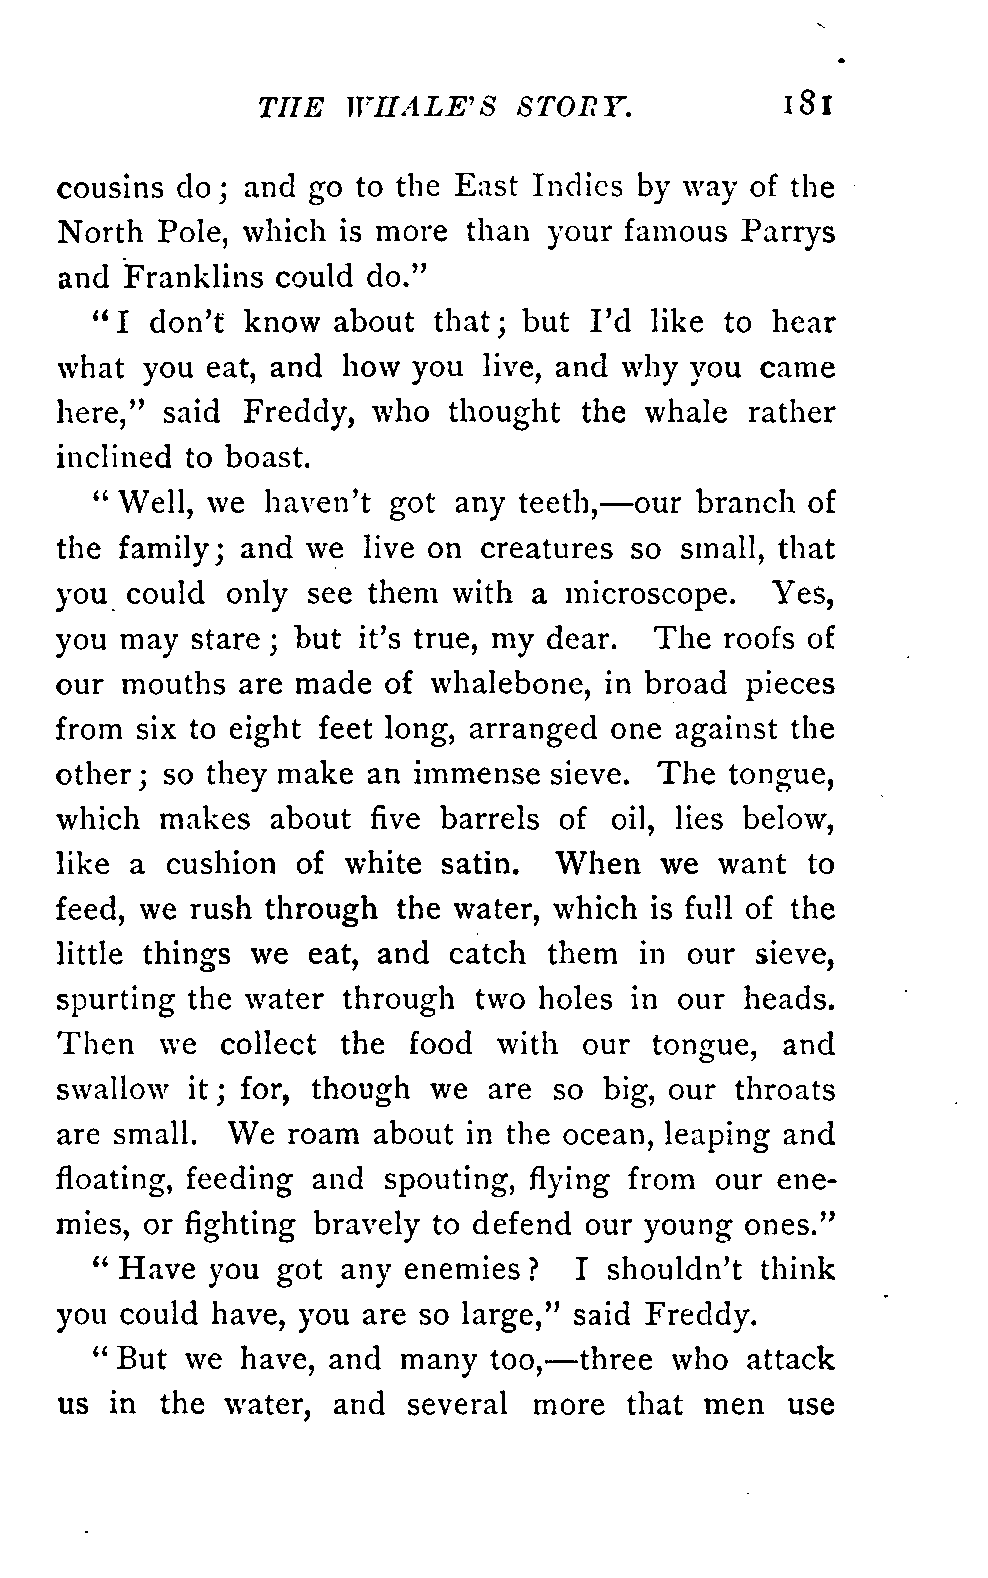 THE WHALE'S STORY. 181
cousins do; and go to the East Indies by way of the
North Pole, which is more than your famous Parrys
and Franklins could do."
"I don't know about that; but I'd like to hear
what you eat, and how you live, and why you came
here," said Freddy, who thought the whale rather
inclined to boast.
"Well, we haven't got any teeth,—our branch of
the family; and we live on creatures so small, that
you could only see them with a microscope. Yes,
you may stare; but it's true, my dear. The roofs of
our mouths are made of whalebone, in broad pieces
from six to eight feet long, arranged one against the
other; so they make an immense sieve. The tongue,
which makes about five barrels of oil, lies below,
like a cushion of white satin. When we want to
feed, we rush through the water, which is full of the
little things we eat, and catch them in our sieve,
spurting the water through two holes in our heads.
Then we collect the food with our tongue, and
swallow it; for, though we are so big, our throats
are small. We roam about in the ocean, leaping and
floating, feeding and spouting, flying from our ene-
mies, or fighting bravely to defend our young ones."
"Have you got any enemies? I shouldn't think
you could have, you are so large," said Freddy.
"But we have, and many too,—three who attack
us in the water, and several more that men use